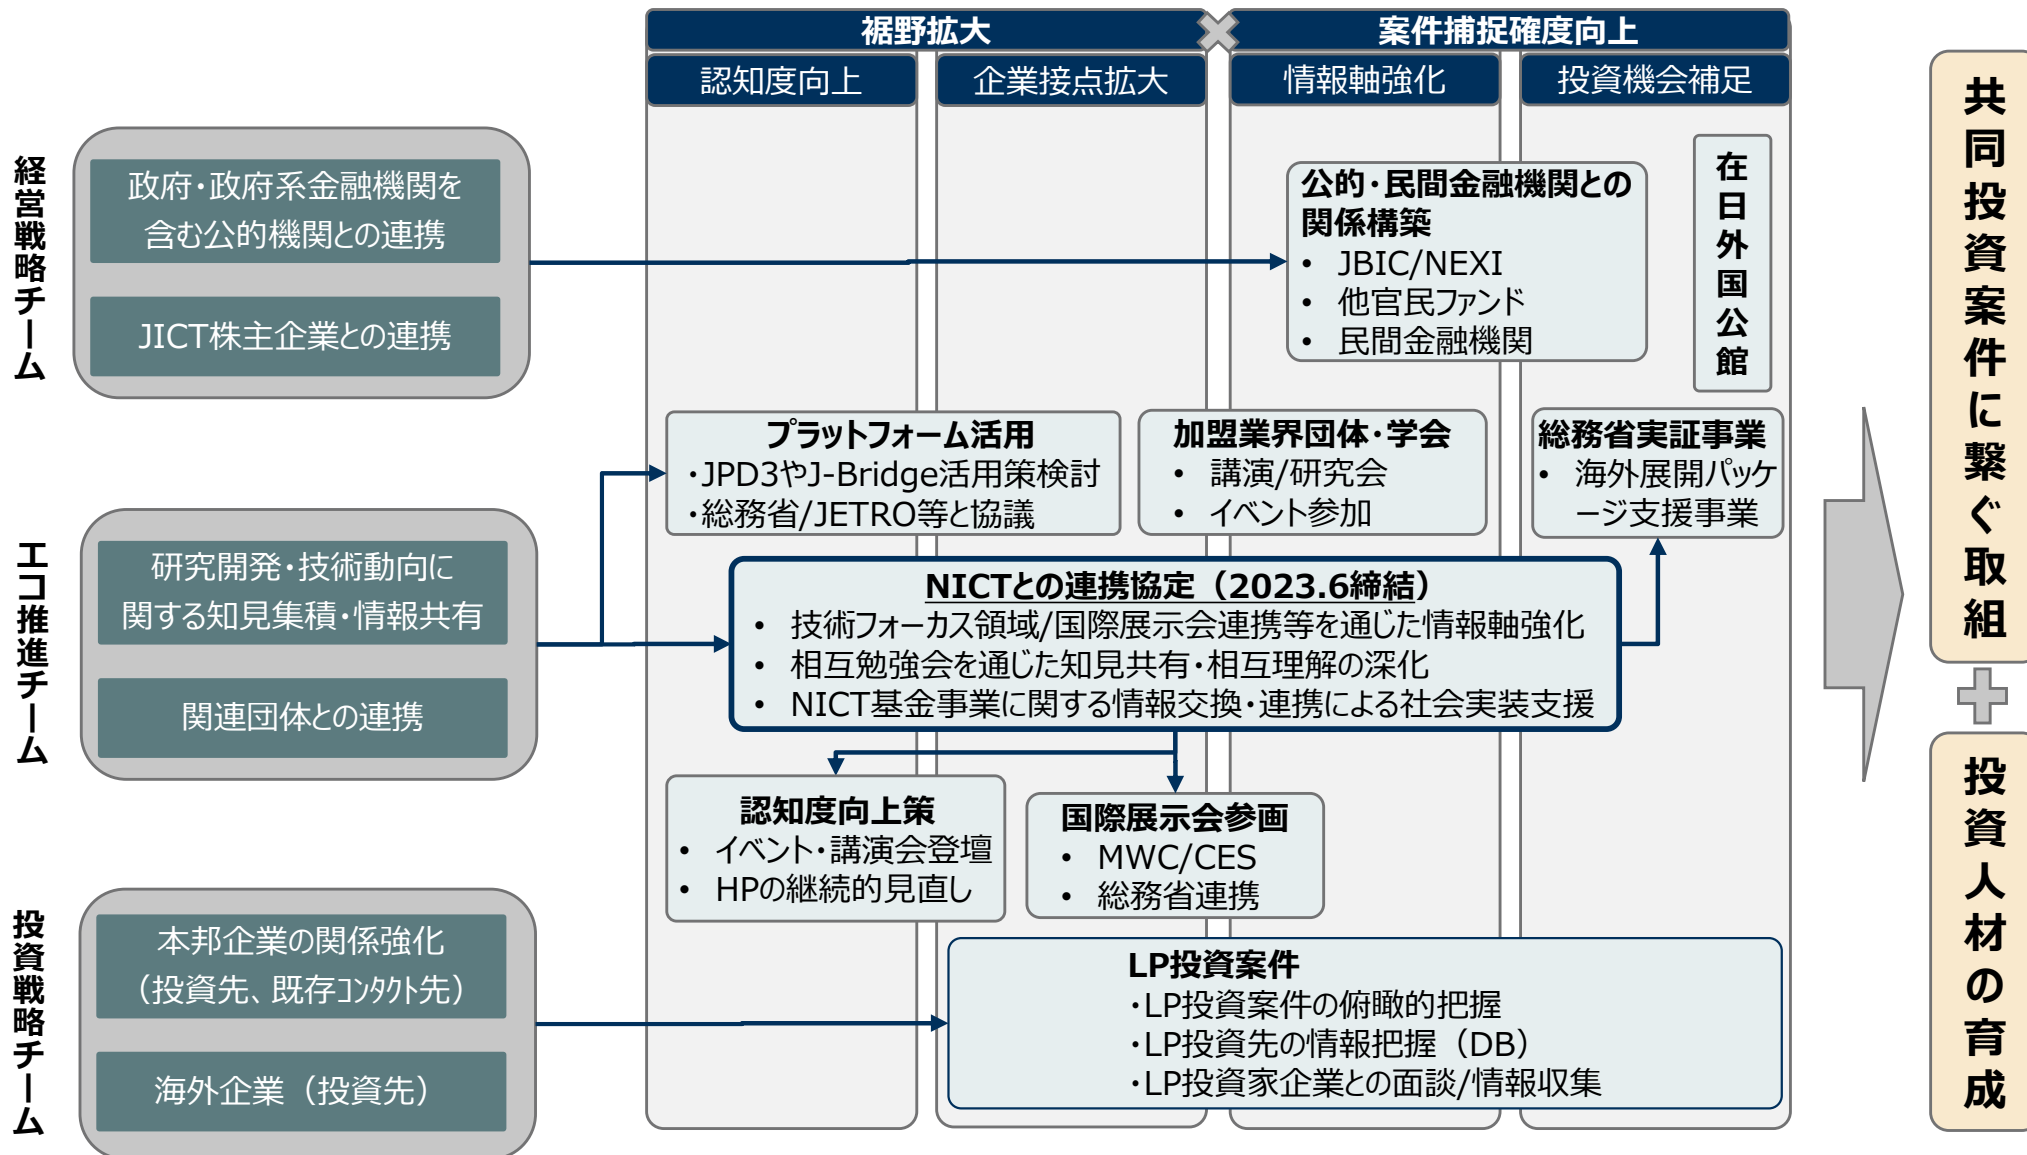 裾野拡大
案件捕捉確度向上
認知度向上
企業接点拡大
情報軸強化
投資機会補足
経営戦略チーム
政府・政府系金融機関を
含む公的機関との連携
JICT株主企業との連携
公的・民間金融機関との
関係構築
• JBIC/NEXI
• 他官民ファンド
• 民間金融機関
在日外国公館
エコ推進チーム
研究開発・技術動向に
関する知見集積・情報共有
関連団体との連携
プラットフォーム活用
・JPD3やJ-Bridge活用策検討
・総務省/JETRO等と協議
加盟業界団体・学会
• 講演/研究会
• イベント参加
総務省実証事業
• 海外展開パッケ
ージ支援事業
NICTとの連携協定（2023.6締結）
• 技術フォーカス領域/国際展示会連携等を通じた情報軸強化
• 相互勉強会を通じた知見共有・相互理解の深化
• NICT基金事業に関する情報交換・連携による社会実装支援
認知度向上策
• イベント・講演会登壇
• HPの継続的見直し
国際展示会参画
• MWC/CES
• 総務省連携
投資戦略チーム
本邦企業の関係強化
（投資先、既存コンタクト先）
海外企業（投資先）
LP投資案件
・LP投資案件の俯瞰的把握
・LP投資先の情報把握（DB）
・LP投資家企業との面談/情報収集
共同投資案件に繋ぐ取組
投資人材の育成